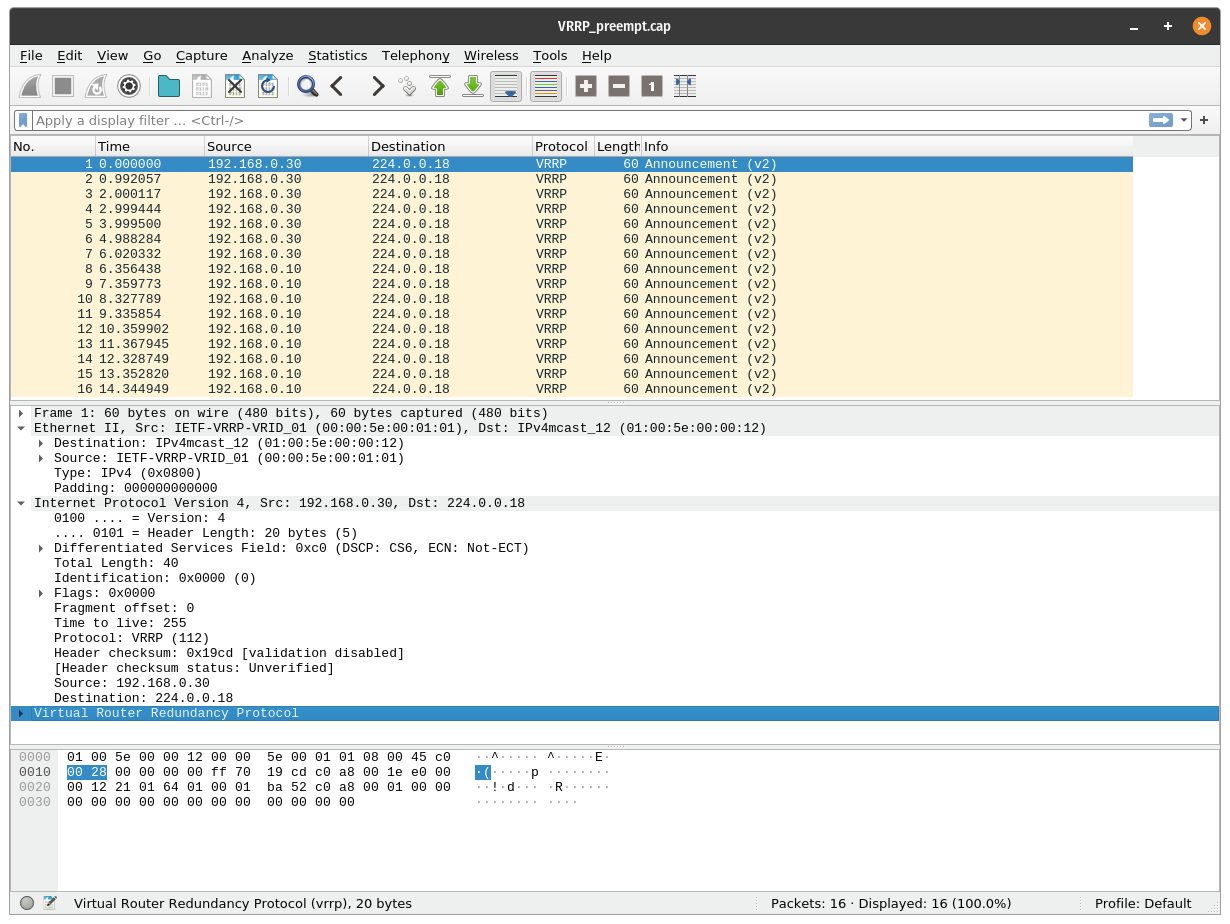 VRRP_preempt.cap
File Edit View Go Capture Analyze Statistics Telephony Wireless Tools Help
Apply a display filter … <Ctrl-/>
No. Time Source Destination Protocol Length Info
1 0.000000 192.168.0.30 224.0.0.18 VRRP 60 Announcement (v2)
2 0.992057 192.168.0.30 224.0.0.18 VRRP 60 Announcement (v2)
3 2.000117 192.168.0.30 224.0.0.18 VRRP 60 Announcement (v2)
4 2.999444 192.168.0.30 224.0.0.18 VRRP 60 Announcement (v2)
5 3.999500 192.168.0.30 224.0.0.18 VRRP 60 Announcement (v2)
6 4.988284 192.168.0.30 224.0.0.18 VRRP 60 Announcement (v2)
7 6.020332 192.168.0.30 224.0.0.18 VRRP 60 Announcement (v2)
8 6.356438 192.168.0.10 224.0.0.18 VRRP 60 Announcement (v2)
9 7.359773 192.168.0.10 224.0.0.18 VRRP 60 Announcement (v2)
10 8.327789 192.168.0.10 224.0.0.18 VRRP 60 Announcement (v2)
11 9.335854 192.168.0.10 224.0.0.18 VRRP 60 Announcement (v2)
12 10.359902 192.168.0.10 224.0.0.18 VRRP 60 Announcement (v2)
13 11.367945 192.168.0.10 224.0.0.18 VRRP 60 Announcement (v2)
14 12.328749 192.168.0.10 224.0.0.18 VRRP 60 Announcement (v2)
15 13.352820 192.168.0.10 224.0.0.18 VRRP 60 Announcement (v2)
16 14.344949 192.168.0.10 224.0.0.18 VRRP 60 Announcement (v2)
Frame 1: 60 bytes on wire (480 bits), 60 bytes captured (480 bits)
Ethernet II, Src: IETF-VRRP-VRID_01 (00:00:5e:00:01:01), Dst: IPv4mcast_12 (01:00:5e:00:00:12)
Destination: IPv4mcast_12 (01:00:5e:00:00:12)
Source: IETF-VRRP-VRID_01 (00:00:5e:00:01:01)
Type: IPv4 (0x0800)
Padding: 000000000000
Internet Protocol Version 4, Src: 192.168.0.30, Dst: 224.0.0.18
0100 .... = Version: 4
.... 0101 = Header Length: 20 bytes (5)
Differentiated Services Field: 0xc0 (DSCP: CS6, ECN: Not-ECT)
Total Length: 40
Identification: 0x0000 (0)
Flags: 0x0000
Fragment offset: 0
Time to live: 255
Protocol: VRRP (112)
Header checksum: 0x19cd [validation disabled]
[Header checksum status: Unverified]
Source: 192.168.0.30
Destination: 224.0.0.18
Virtual Router Redundancy Protocol
0000 01 00 5e 00 00 12 00 00 5e 00 01 01 08 00 45 c0 ··^····· ^·····E·
0010 00 28 00 00 00 00 ff 70 19 cd c0 a8 00 1e e0 00 ·(·····p ········
0020 00 12 21 01 64 01 00 01 ba 52 c0 a8 00 01 00 00 ··!·d··· ·R······
0030 00 00 00 00 00 00 00 00 00 00 00 00 ········ ····
Virtual Router Redundancy Protocol (vrrp), 20 bytes Packets: 16 · Displayed: 16 (100.0%) Profile: Default